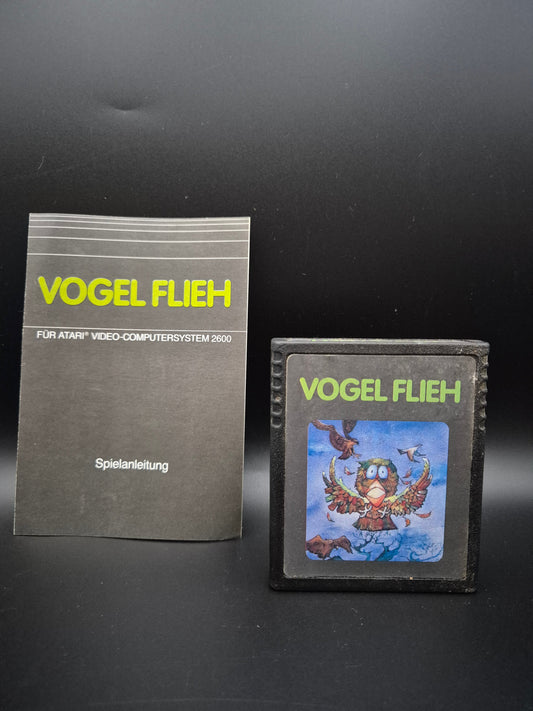 VOGEL FLIEH
FÜR ATARI® VIDEO-COMPUTERSYSTEM 2600
Spielanleitung
VOGEL FLIEH